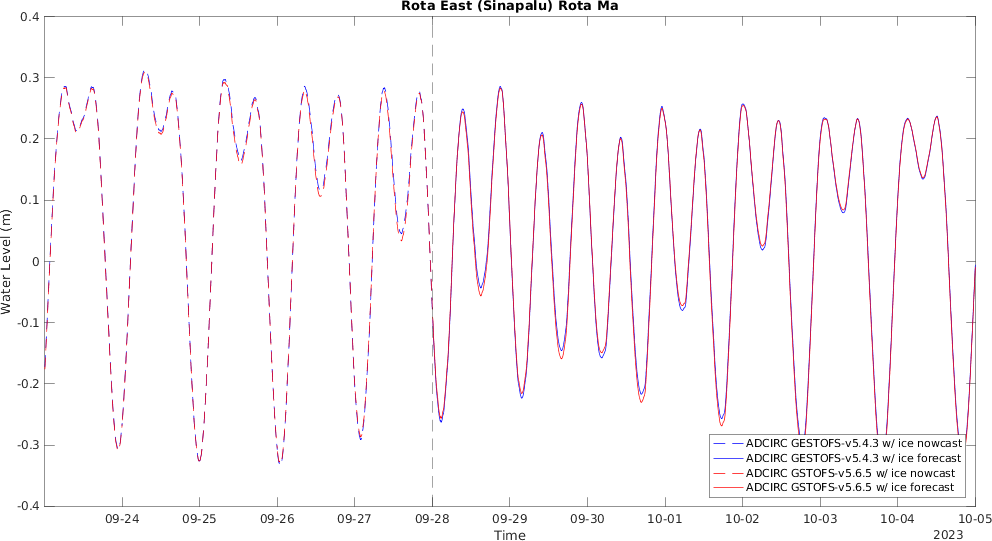 Rota East (Sinapalu) Rota Ma
0.4
0.3
0.2
0.1
0
-0.1
-0.2
-0.3
-0.4
Water Level (m)
ADCIRC GESTOFS-v5.4.3 w/ ice nowcast
ADCIRC GESTOFS-v5.4.3 w/ ice forecast
ADCIRC GSTOFS-v5.6.5 w/ ice nowcast
ADCIRC GSTOFS-v5.6.5 w/ ice forecast
09-24 09-25 09-26 09-27 09-28 09-29 09-30 10-01 10-02 10-03 10-04 10-05
Time
2023